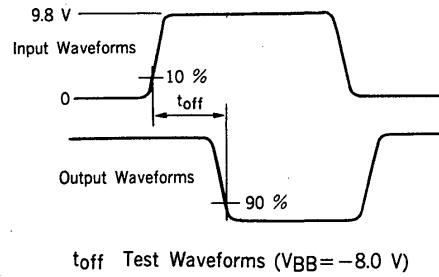 9.8 V
Input Waveforms
10 %
0
toff
Output Waveforms
90 %
toff Test Waveforms (VBB=−8.0 V)